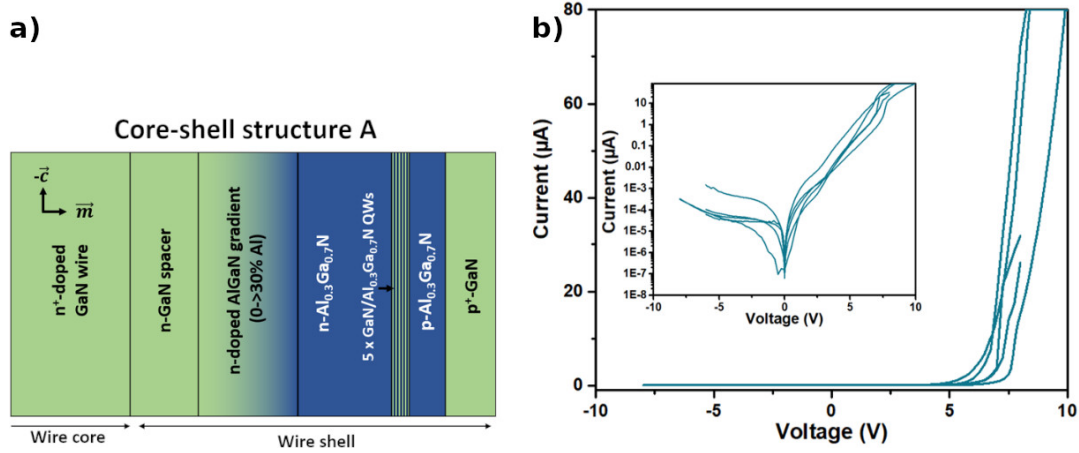 a)
Core-shell structure A
-c
m
n+-doped
GaN wire
n-GaN spacer
n-doped AlGaN gradient
(0->30% Al)
n-Al0.3Ga0.7N
5 x GaN/Al0.3Ga0.7N QWs
p-Al0.3Ga0.7N
p+-GaN
Wire core
Wire shell
b)
Current (µA)
80
60
40
20
0
-10
-5
0
5
10
Voltage (V)
Current (µA)
10
1
0.1
0.01
1E-3
1E-4
1E-5
1E-6
1E-7
1E-8
-10
-5
0
5
10
Voltage (V)